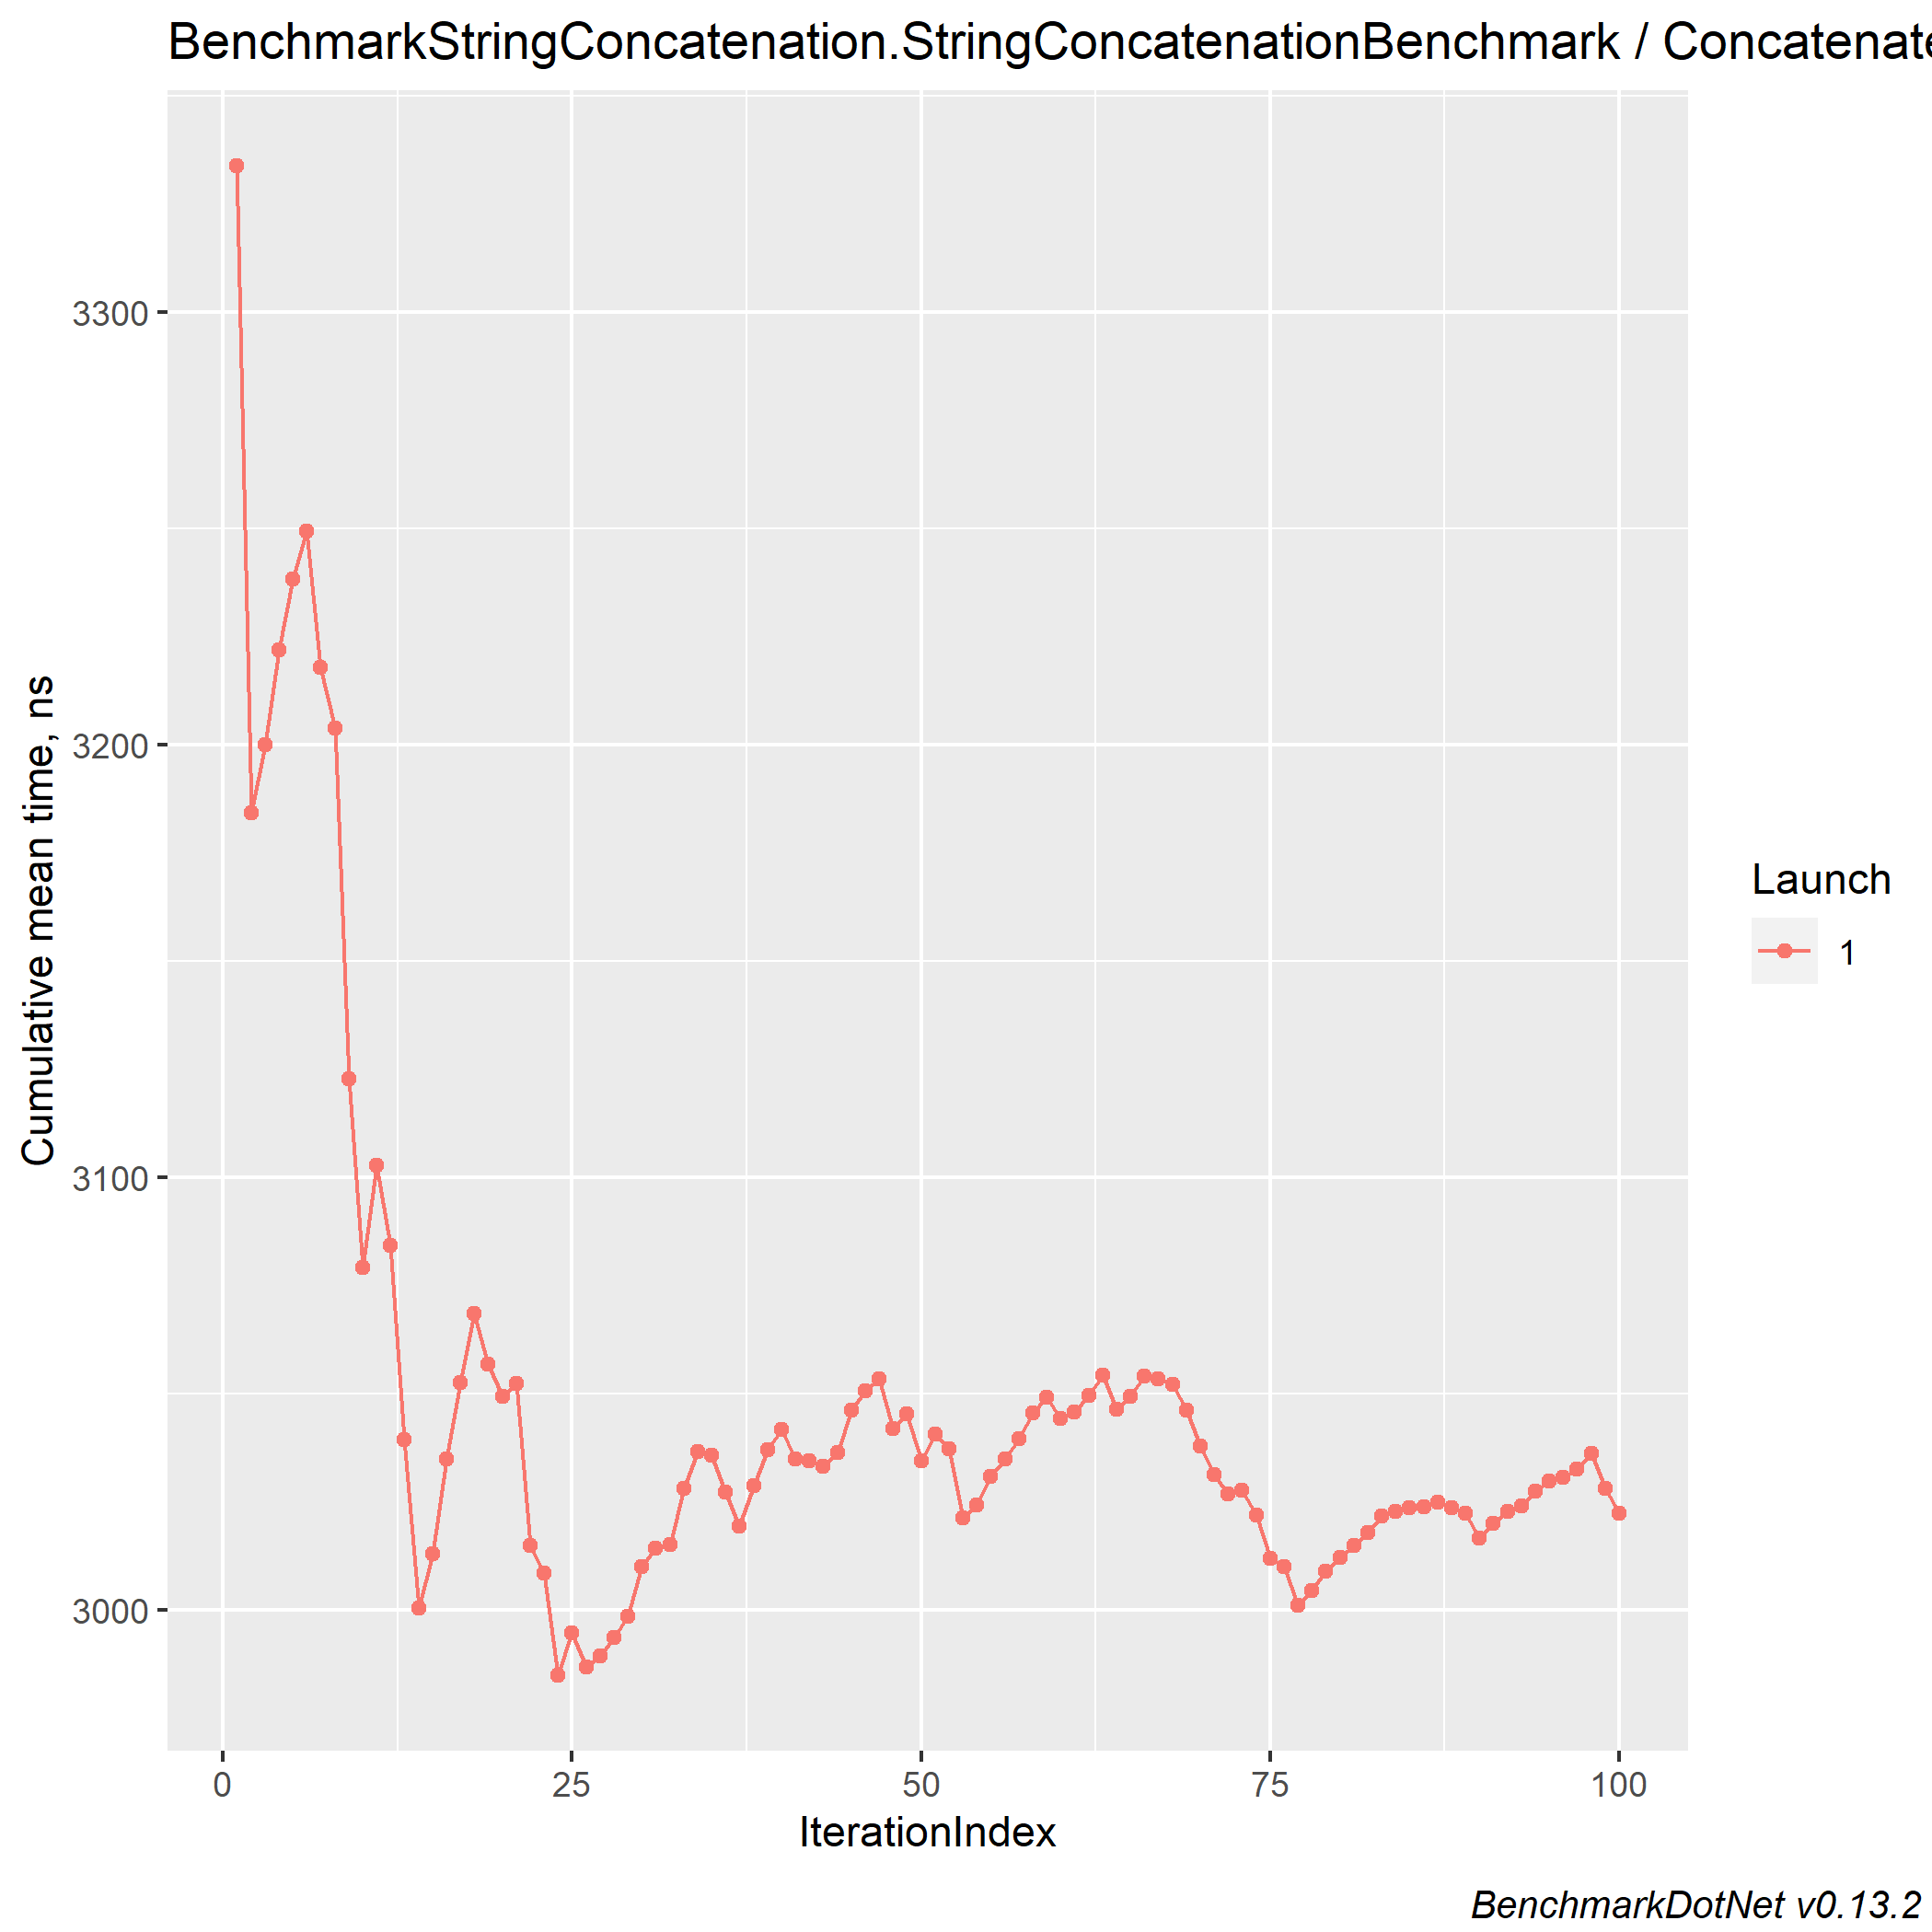 BenchmarkStringConcatenation.StringConcatenationBenchmark / Concatenate
Cumulative mean time, ns
3300
3200
3100
3000
0 25 50 75 100
IterationIndex
Launch
1
BenchmarkDotNet v0.13.2